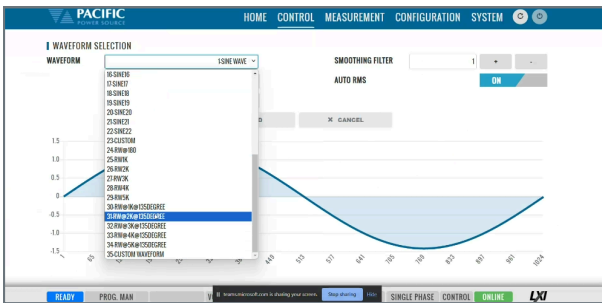 PACIFIC
POWER SOURCE
HOME CONTROL MEASUREMENT CONFIGURATION SYSTEM
WAVEFORM SELECTION
WAVEFORM
1-SINE WAVE
SMOOTHING FILTER
1 + -
AUTO RMS
ON
16-SINE16
17-SINE17
18-SINE18
19-SINE19
20-SINE20
21-SINE21
22-SINE22
23-CUSTOM
24-RW@180
25-RW1K
26-RW2K
27-RW3K
28-RW4K
29-RW5K
30-RW@1K@135DEGREE
31-RW@2K@135DEGREE
32-RW@3K@135DEGREE
33-RW@4K@135DEGREE
34-RW@5K@135DEGREE
35-CUSTOM WAVEFORM
D
X CANCEL
1.5
1.0
0.5
0
-0.5
-1.0
-1.5
1 65 449 513 577 641 705 769 833 897 961 1024
READY PROG. MAN V
teams.microsoft.com is sharing your screen. Stop sharing Hide
SINGLE PHASE CONTROL ONLINE LXI